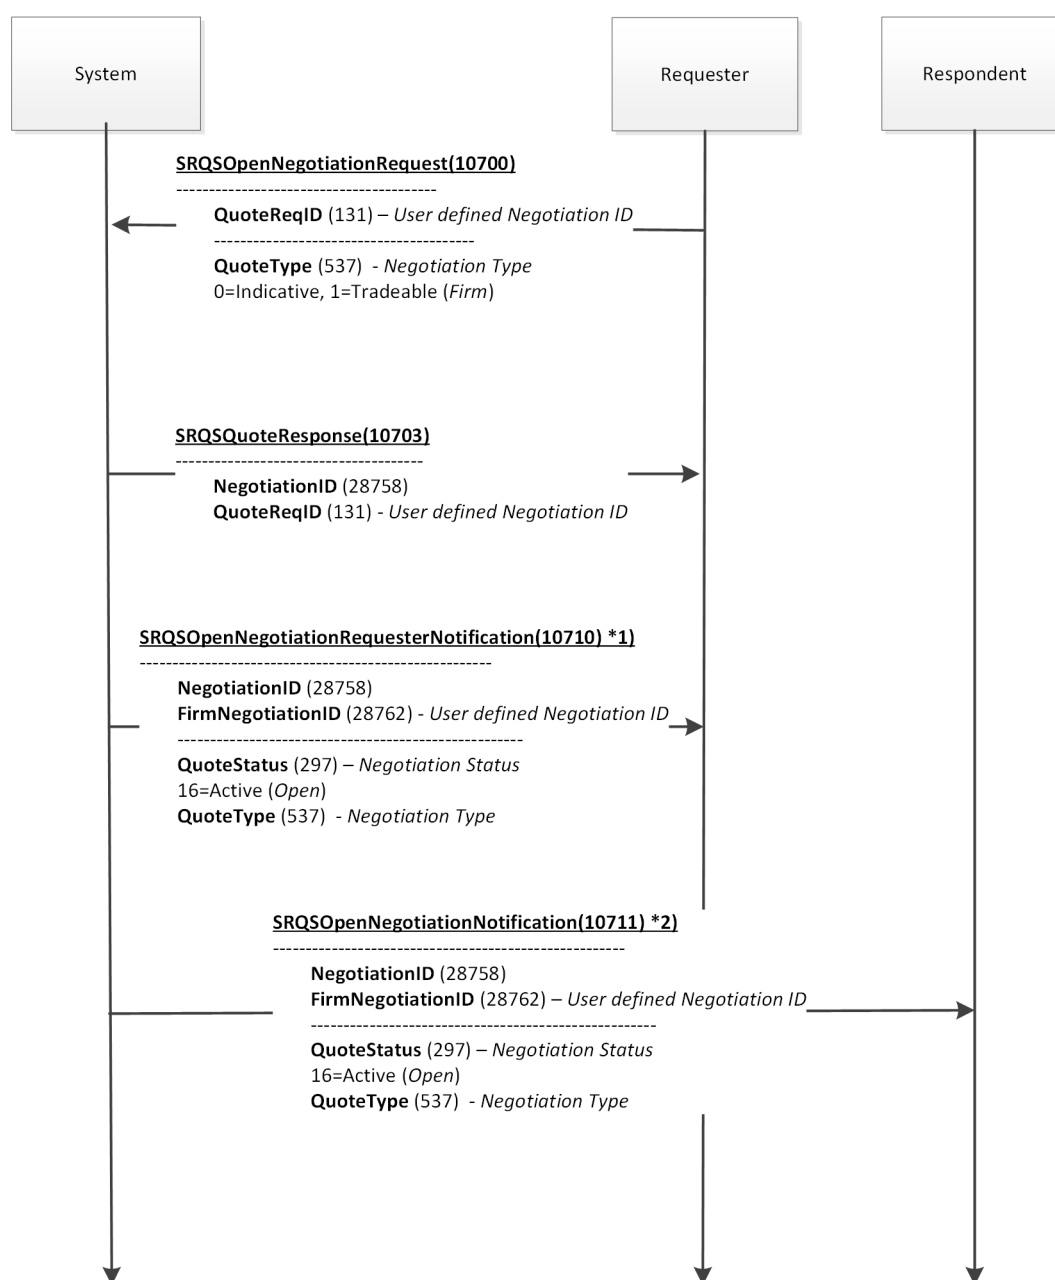 System
Requester
Respondent
SRQSOpenNegotiationRequest(10700)
----------------------------------------
QuoteReqID (131) – User defined Negotiation ID
----------------------------------------
QuoteType (537)  - Negotiation Type
0=Indicative, 1=Tradeable (Firm)
SRQSQuoteResponse(10703)
--------------------------------------
NegotiationID (28758)
QuoteReqID (131) - User defined Negotiation ID
SRQSOpenNegotiationRequesterNotification(10710) *1)
------------------------------------------------------
NegotiationID (28758)
FirmNegotiationID (28762) - User defined Negotiation ID
-----------------------------------------------------
QuoteStatus (297) – Negotiation Status
16=Active (Open)
QuoteType (537)  - Negotiation Type
SRQSOpenNegotiationNotification(10711) *2)
------------------------------------------------------
NegotiationID (28758)
FirmNegotiationID (28762) – User defined Negotiation ID
-----------------------------------------------------
QuoteStatus (297) – Negotiation Status
16=Active (Open)
QuoteType (537)  - Negotiation Type